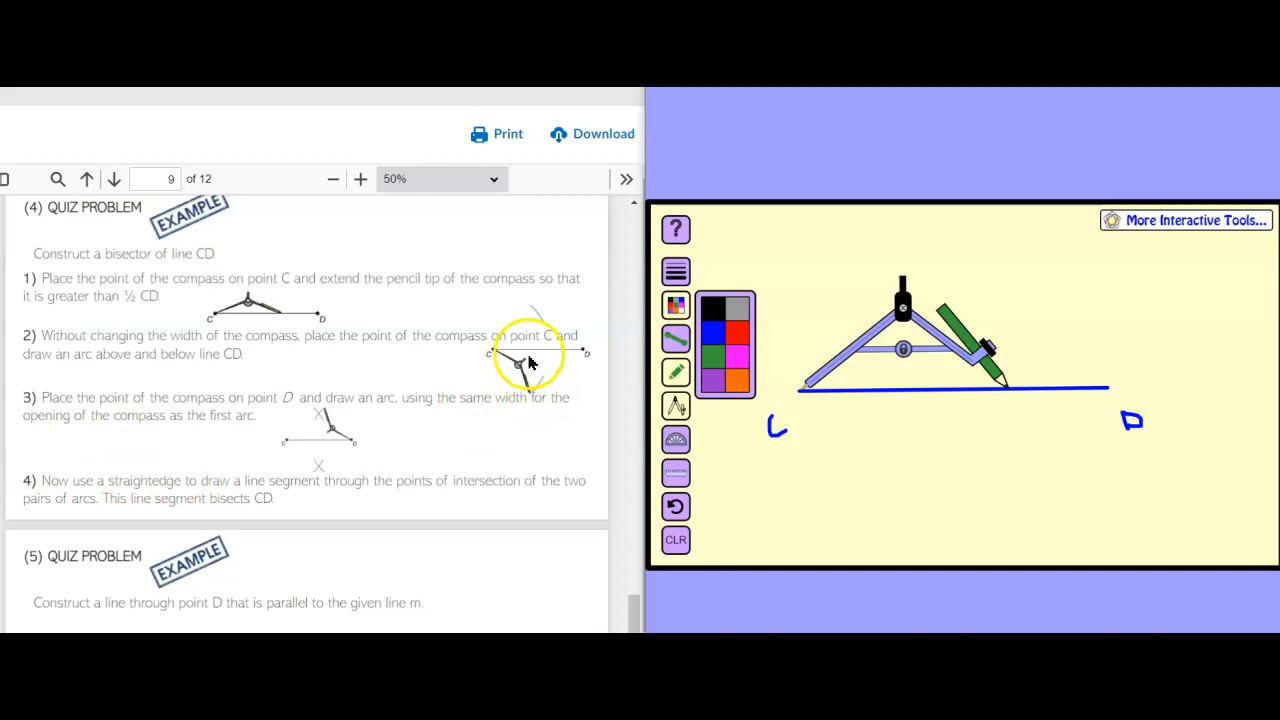 Print Download
9 of 12 50%
(4) QUIZ PROBLEM EXAMPLE
Construct a bisector of line CD.
1) Place the point of the compass on point C and extend the pencil tip of the compass so that
it is greater than ½ CD.
C D
2) Without changing the width of the compass, place the point of the compass on point C and
draw an arc above and below line CD.
C D
3) Place the point of the compass on point D and draw an arc, using the same width for the
opening of the compass as the first arc.
C D
4) Now use a straightedge to draw a line segment through the points of intersection of the two
pairs of arcs. This line segment bisects CD.
(5) QUIZ PROBLEM EXAMPLE
Construct a line through point D that is parallel to the given line m.
More Interactive Tools...
?
C D
CLR